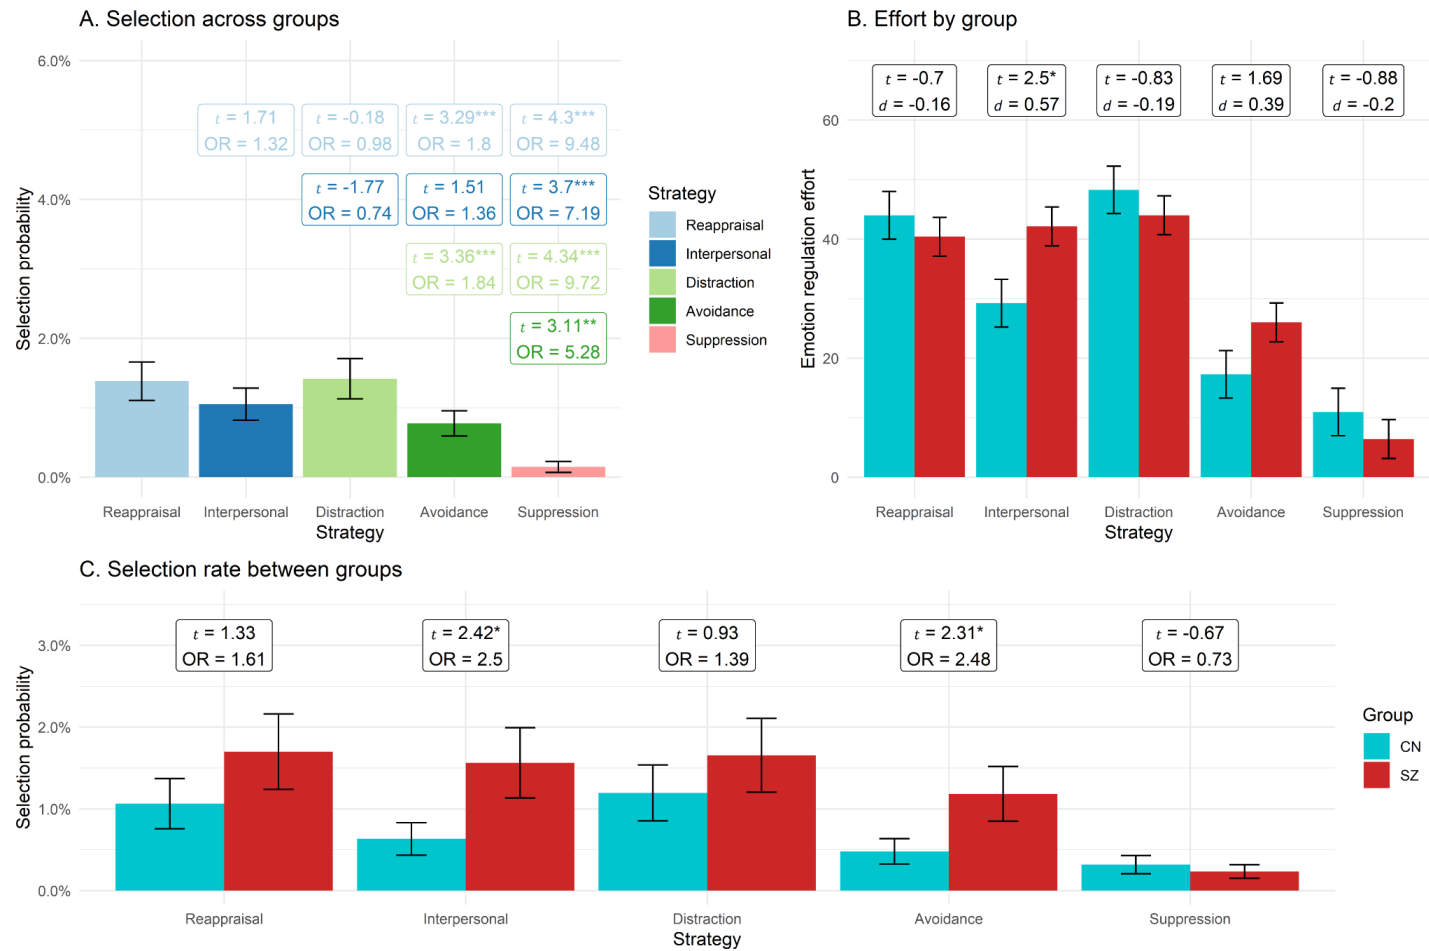 A. Selection across groups
6.0%
4.0%
2.0%
0.0%
Selection probability
t = 1.71
OR = 1.32
t = -0.18
OR = 0.98
t = 3.29***
OR = 1.8
t = 4.3***
OR = 9.48
t = -1.77
OR = 0.74
t = 1.51
OR = 1.36
t = 3.7***
OR = 7.19
t = 3.36***
OR = 1.84
t = 4.34***
OR = 9.72
t = 3.11**
OR = 5.28
Reappraisal
Interpersonal
Distraction
Avoidance
Suppression
Strategy
Strategy
Reappraisal
Interpersonal
Distraction
Avoidance
Suppression
B. Effort by group
t = -0.7
d = -0.16
t = 2.5*
d = 0.57
t = -0.83
d = -0.19
t = 1.69
d = 0.39
t = -0.88
d = -0.2
60
40
20
0
Emotion regulation effort
Reappraisal
Interpersonal
Distraction
Avoidance
Suppression
Strategy
C. Selection rate between groups
t = 1.33
OR = 1.61
t = 2.42*
OR = 2.5
t = 0.93
OR = 1.39
t = 2.31*
OR = 2.48
t = -0.67
OR = 0.73
3.0%
2.0%
1.0%
0.0%
Selection probability
Reappraisal
Interpersonal
Distraction
Avoidance
Suppression
Strategy
Group
CN
SZ